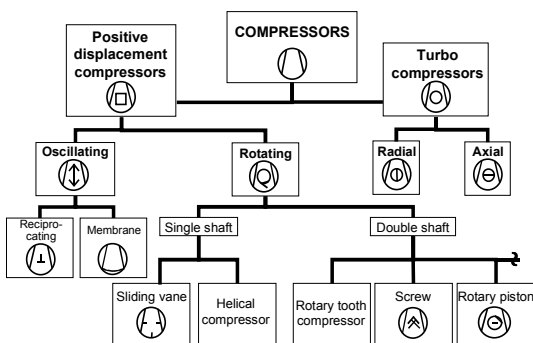 COMPRESSORS
Positive
displacement
compressors
Turbo
compressors
Oscillating
Rotating
Radial
Axial
Recipro-
cating
Membrane
Single shaft
Double shaft
Sliding vane
Helical
compressor
Rotary tooth
compressor
Screw
Rotary piston